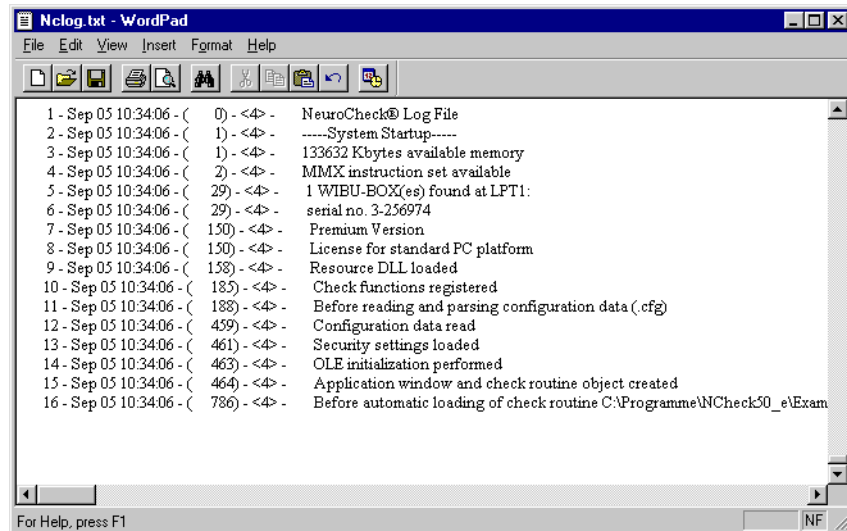 Nclog.txt - WordPad
File Edit View Insert Format Help
1 - Sep 05 10:34:06 - ( 0) - <4> - NeuroCheck® Log File
2 - Sep 05 10:34:06 - ( 1) - <4> - -----System Startup-----
3 - Sep 05 10:34:06 - ( 1) - <4> - 133632 Kbytes available memory
4 - Sep 05 10:34:06 - ( 2) - <4> - MMX instruction set available
5 - Sep 05 10:34:06 - ( 29) - <4> - 1 WIBU-BOX(es) found at LPT1:
6 - Sep 05 10:34:06 - ( 29) - <4> - serial no. 3-256974
7 - Sep 05 10:34:06 - ( 150) - <4> - Premium Version
8 - Sep 05 10:34:06 - ( 150) - <4> - License for standard PC platform
9 - Sep 05 10:34:06 - ( 158) - <4> - Resource DLL loaded
10 - Sep 05 10:34:06 - ( 185) - <4> - Check functions registered
11 - Sep 05 10:34:06 - ( 188) - <4> - Before reading and parsing configuration data (.cfg)
12 - Sep 05 10:34:06 - ( 459) - <4> - Configuration data read
13 - Sep 05 10:34:06 - ( 461) - <4> - Security settings loaded
14 - Sep 05 10:34:06 - ( 463) - <4> - OLE initialization performed
15 - Sep 05 10:34:06 - ( 464) - <4> - Application window and check routine object created
16 - Sep 05 10:34:06 - ( 786) - <4> - Before automatic loading of check routine C:\Programme\NCheck50_e\Exam
For Help, press F1
NF